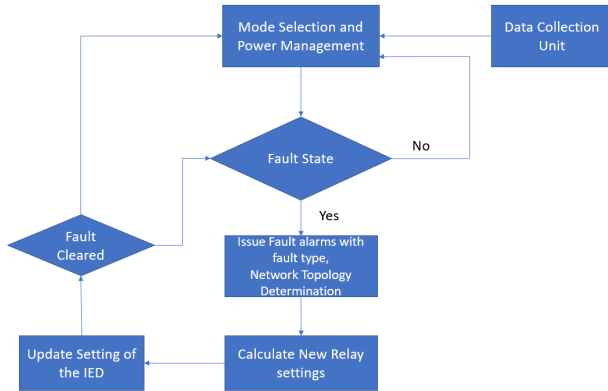 Mode Selection and
Power Management
Data Collection
Unit
Fault State
No
Yes
Fault
Cleared
Issue Fault alarms with
fault type,
Network Topology
Determination
Update Setting of
the IED
Calculate New Relay
settings